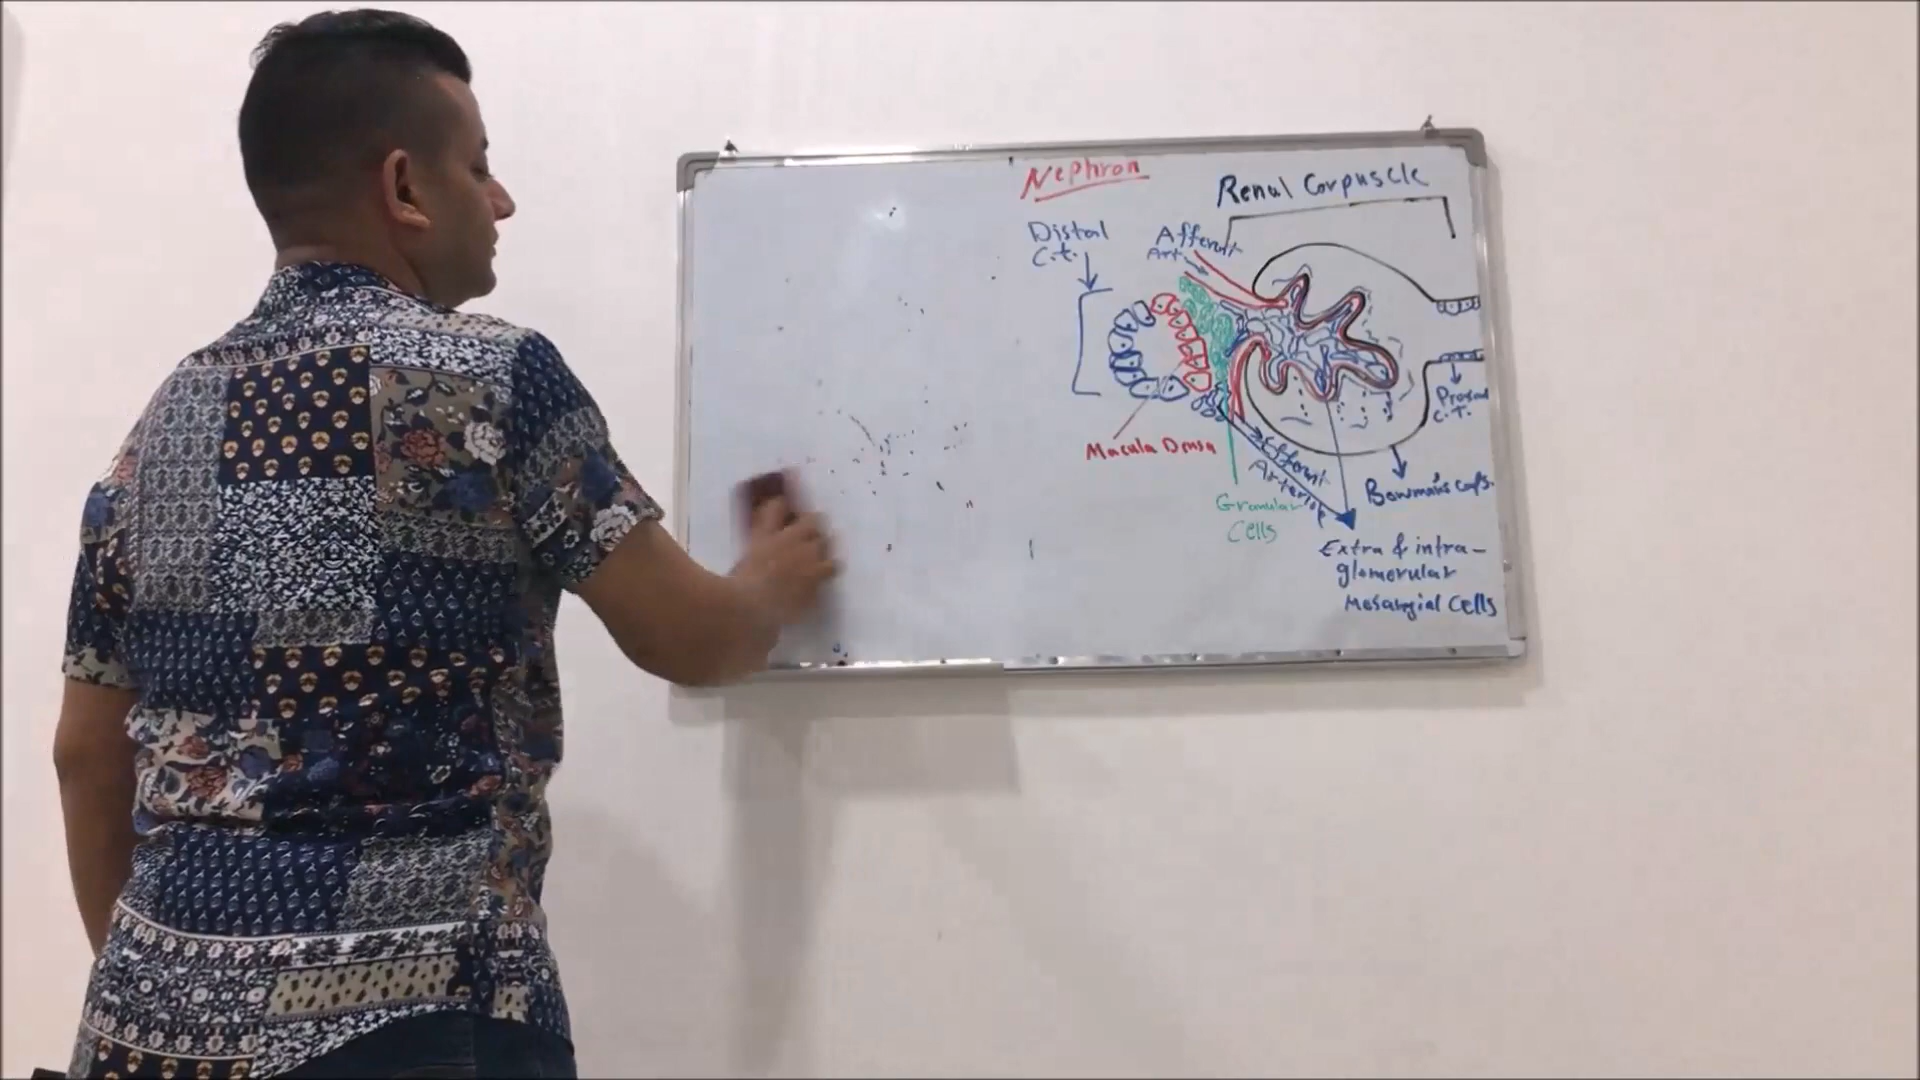 Nephron
Renal Corpuscle
Distal
C.t.
Afferent
Art.
Proximal
C.T.
Macula Densa
Efferent
Arteriole
Bowman's caps.
Granular
Cells
Extra & intra-
glomerular
Mesangial Cells